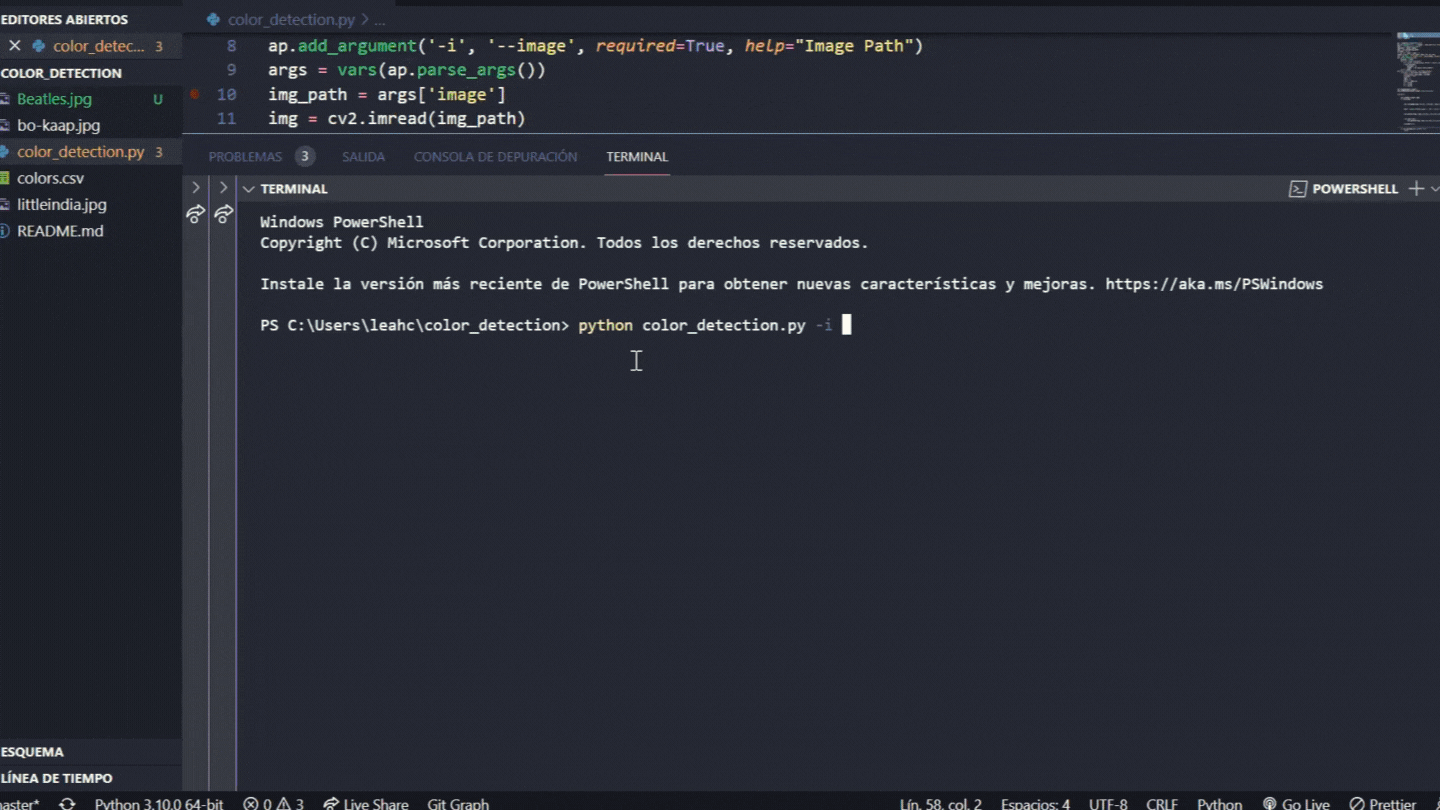 EDITORES ABIERTOS
color_detec... 3
COLOR_DETECTION
Beatles.jpg U
bo-kaap.jpg
color_detection.py 3
colors.csv
littleindia.jpg
README.md
ESQUEMA
LÍNEA DE TIEMPO
color_detection.py > ...
8 ap.add_argument('-i', '--image', required=True, help="Image Path")
9 args = vars(ap.parse_args())
10 img_path = args['image']
11 img = cv2.imread(img_path)
PROBLEMAS 3 SALIDA CONSOLA DE DEPURACIÓN TERMINAL
TERMINAL POWERSHELL
Windows PowerShell
Copyright (C) Microsoft Corporation. Todos los derechos reservados.
Instale la versión más reciente de PowerShell para obtener nuevas características y mejoras. https://aka.ms/PSWindows
PS C:\Users\leahc\color_detection> python color_detection.py -i
aster* Python 3.10.0 64-bit 0 3 Live Share Git Graph Lín. 58, col. 2 Espacios: 4 UTF-8 CRLF Python Go Live Prettier